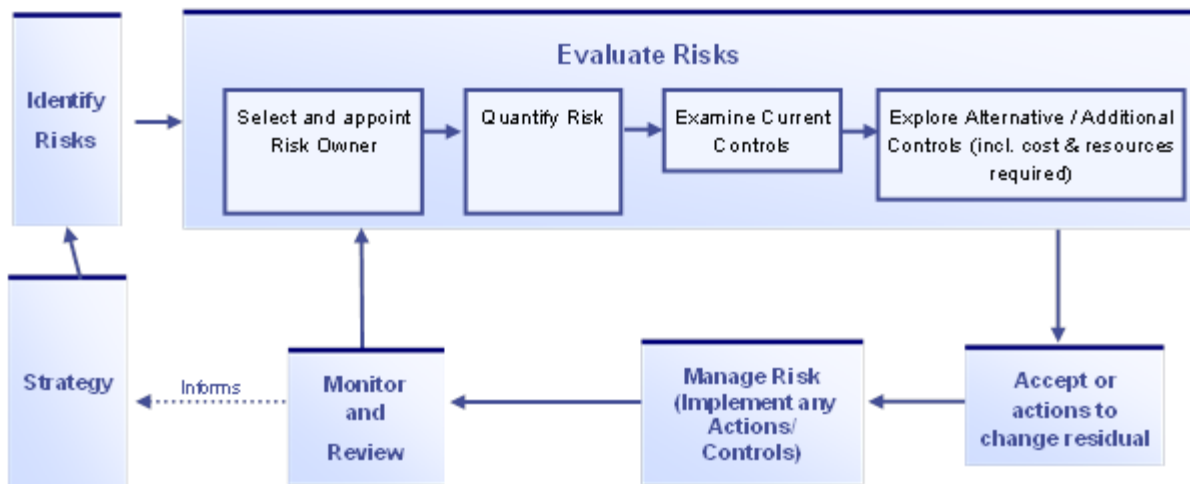 Evaluate Risks
Identify
Risks
Select and appoint
Risk Owner
Quantify Risk
Examine Current
Controls
Explore Alternative / Additional
Controls (incl. cost & resources
required)
Strategy
Informs
Monitor
and
Review
Manage Risk
(Implement any
Actions/
Controls)
Accept or
actions to
change residual